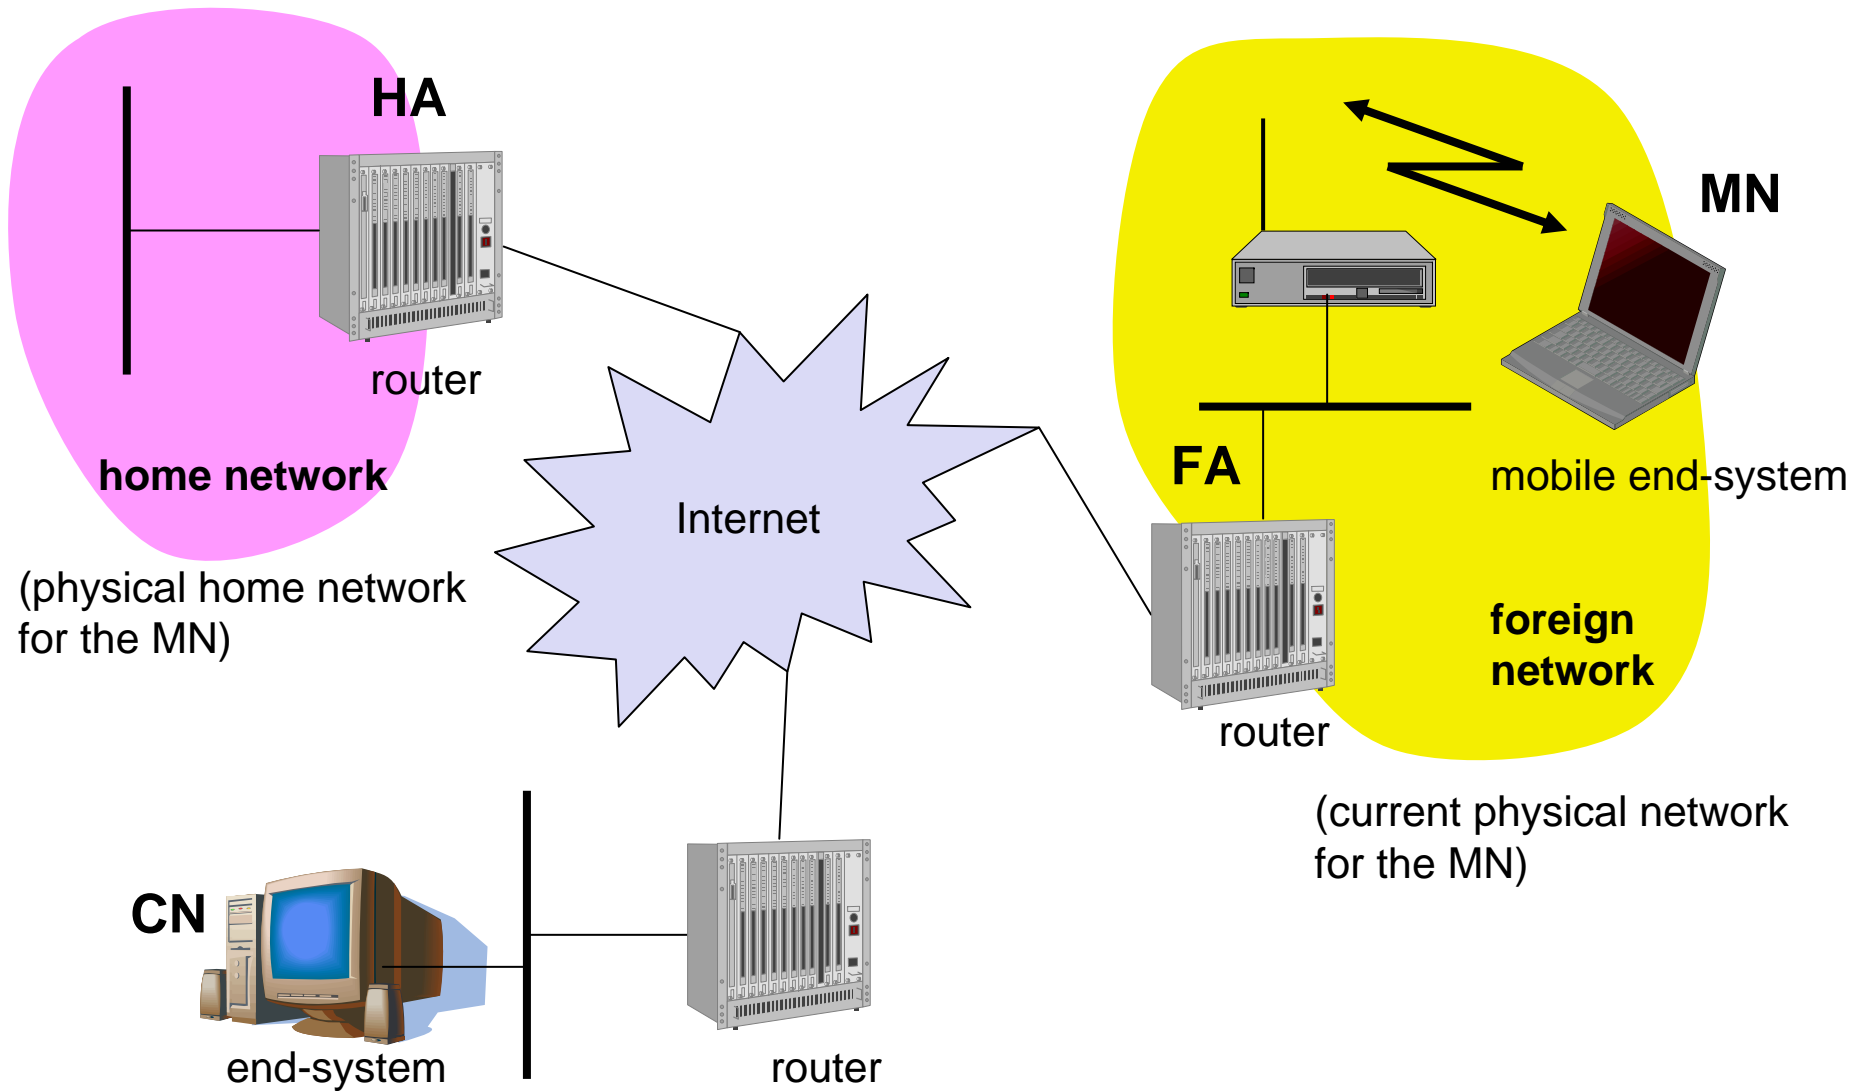 HA
MN
router
home network
FA
mobile end-system
Internet
(physical home network
for the MN)
foreign
network
router
(current physical network
for the MN)
CN
end-system
router